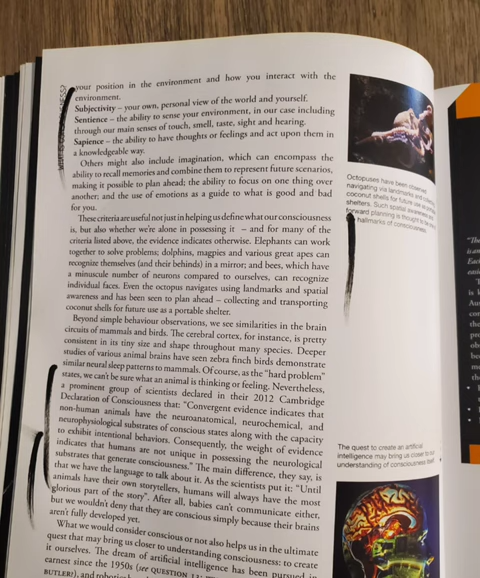 your position in the environment and how you interact with the
environment.
Subjectivity – your own, personal view of the world and yourself.
Sentience – the ability to sense your environment, in our case including
through our main senses of touch, smell, taste, sight and hearing.
Sapience – the ability to have thoughts or feelings and act upon them in
a knowledgeable way.
Others might also include imagination, which can encompass the
ability to recall memories and combine them to represent future scenarios,
making it possible to plan ahead; the ability to focus on one thing over
another; and the use of emotions as a guide to what is good and bad
for you.
These criteria are useful not just in helping us define what our consciousness
is, but also whether we're alone in possessing it – and for many of the
criteria listed above, the evidence indicates otherwise. Elephants can work
together to solve problems; dolphins, magpies and various great apes can
recognize themselves (and their behinds) in a mirror; and bees, which have
a minuscule number of neurons compared to ourselves, can recognize
individual faces. Even the octopus navigates using landmarks and spatial
awareness and has been seen to plan ahead – collecting and transporting
coconut shells for future use as a portable shelter.
Beyond simple behaviour observations, we see similarities in the brain
circuits of mammals and birds. The cerebral cortex, for instance, is pretty
consistent in its tiny size and shape throughout many species. Deeper
studies of various animal brains have seen zebra finch birds demonstrate
similar neural sleep patterns to mammals. Of course, as the "hard problem"
states, we can't be sure what an animal is thinking or feeling. Nevertheless,
a prominent group of scientists declared in their 2012 Cambridge
Declaration of Consciousness that: "Convergent evidence indicates that
non-human animals have the neuroanatomical, neurochemical, and
neurophysiological substrates of conscious states along with the capacity
to exhibit intentional behaviors. Consequently, the weight of evidence
indicates that humans are not unique in possessing the neurological
substrates that generate consciousness." The main difference, they say, is
that we have the language to talk about it. As the scientists put it: "Until
animals have their own storytellers, humans will always have the most
glorious part of the story". After all, babies can't communicate either,
but we wouldn't deny that they are conscious simply because their brains
aren't fully developed yet.
What we would consider conscious or not also helps us in the ultimate
quest that may bring us closer to understanding consciousness: to create
it ourselves. The dream of artificial intelligence has been pursued in
earnest since the 1950s (see QUESTION 13:
BUTLER?), and
Octopuses have been observed
navigating via landmarks and collecting
coconut shells for future use as
shelters. Such spatial awareness and
forward planning is thought to be
hallmarks of consciousness.
The quest to create an artificial
intelligence may bring us closer to
understanding of consciousness itself.